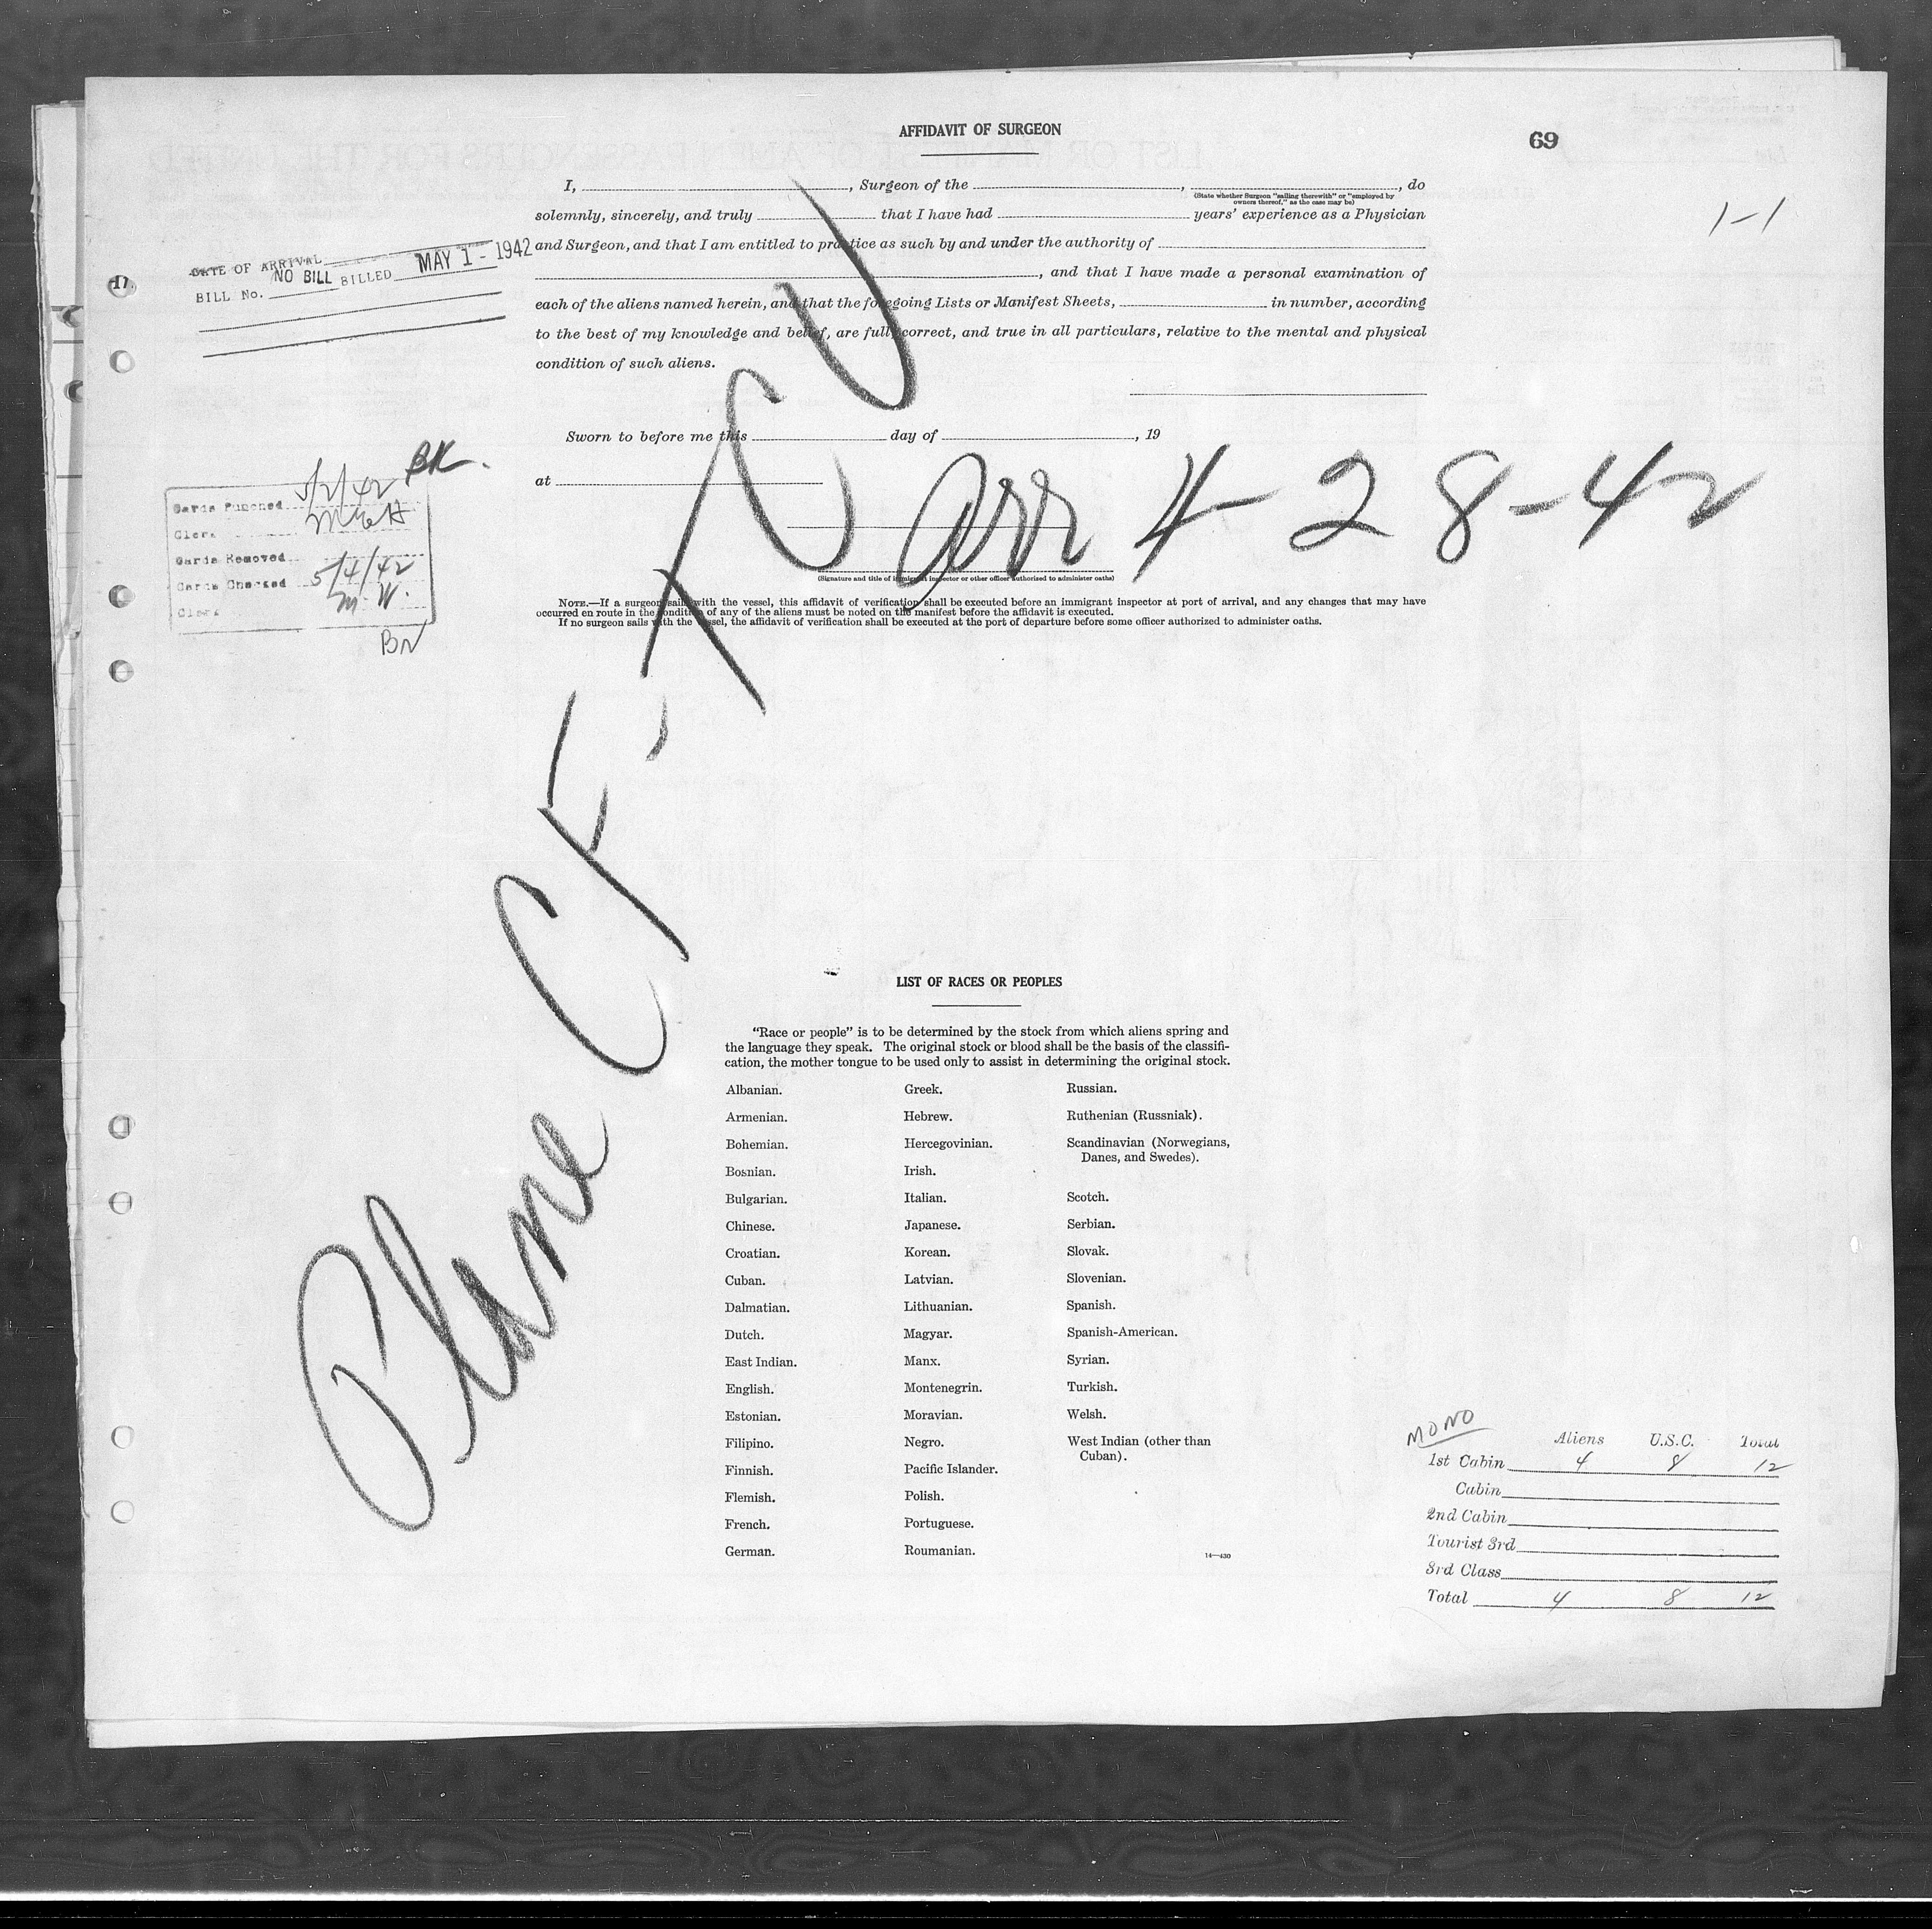 AFFIDAVIT OF SURGEON
69
1-1
I, , Surgeon of the , , do
(State whether Surgeon "sailing therewith" or "employed by
owners thereof," as the case may be)
solemnly, sincerely, and truly that I have had years' experience as a Physician
and Surgeon, and that I am entitled to practice as such by and under the authority of
, and that I have made a personal examination of
each of the aliens named herein, and that the foregoing Lists or Manifest Sheets, in number, according
to the best of my knowledge and belief, are full, correct, and true in all particulars, relative to the mental and physical
condition of such aliens.
Sworn to before me this day of , 19
at
(Signature and title of immigrant inspector or other officer authorized to administer oaths)
NOTE.—If a surgeon sails with the vessel, this affidavit of verification shall be executed before an immigrant inspector at port of arrival, and any changes that may have
occurred en route in the condition of any of the aliens must be noted on the manifest before the affidavit is executed.
If no surgeon sails with the vessel, the affidavit of verification shall be executed at the port of departure before some officer authorized to administer oaths.
DATE OF ARRIVAL
BILL No. NO BILL BILLED MAY 1 - 1942
17.
BK.
Cards Punched 5/2/42
Clerk
Cards Removed
Cards Checked 5/4/42
Clerk M.W.
Plane CF-TCU
Arr 4-28-42
LIST OF RACES OR PEOPLES
"Race or people" is to be determined by the stock from which aliens spring and
the language they speak. The original stock or blood shall be the basis of the classifi-
cation, the mother tongue to be used only to assist in determining the original stock.
Albanian.
Armenian.
Bohemian.
Bosnian.
Bulgarian.
Chinese.
Croatian.
Cuban.
Dalmatian.
Dutch.
East Indian.
English.
Estonian.
Filipino.
Finnish.
Flemish.
French.
German.
Greek.
Hebrew.
Hercegovinian.
Irish.
Italian.
Japanese.
Korean.
Latvian.
Lithuanian.
Magyar.
Manx.
Montenegrin.
Moravian.
Negro.
Pacific Islander.
Polish.
Portuguese.
Roumanian.
Russian.
Ruthenian (Russniak).
Scandinavian (Norwegians,
Danes, and Swedes).
Scotch.
Serbian.
Slovak.
Slovenian.
Spanish.
Spanish-American.
Syrian.
Turkish.
Welsh.
West Indian (other than
Cuban).
14—430
MONO
Aliens U.S.C. Total
1st Cabin 4 8 12
Cabin
2nd Cabin
Tourist 3rd
3rd Class
Total 4 8 12